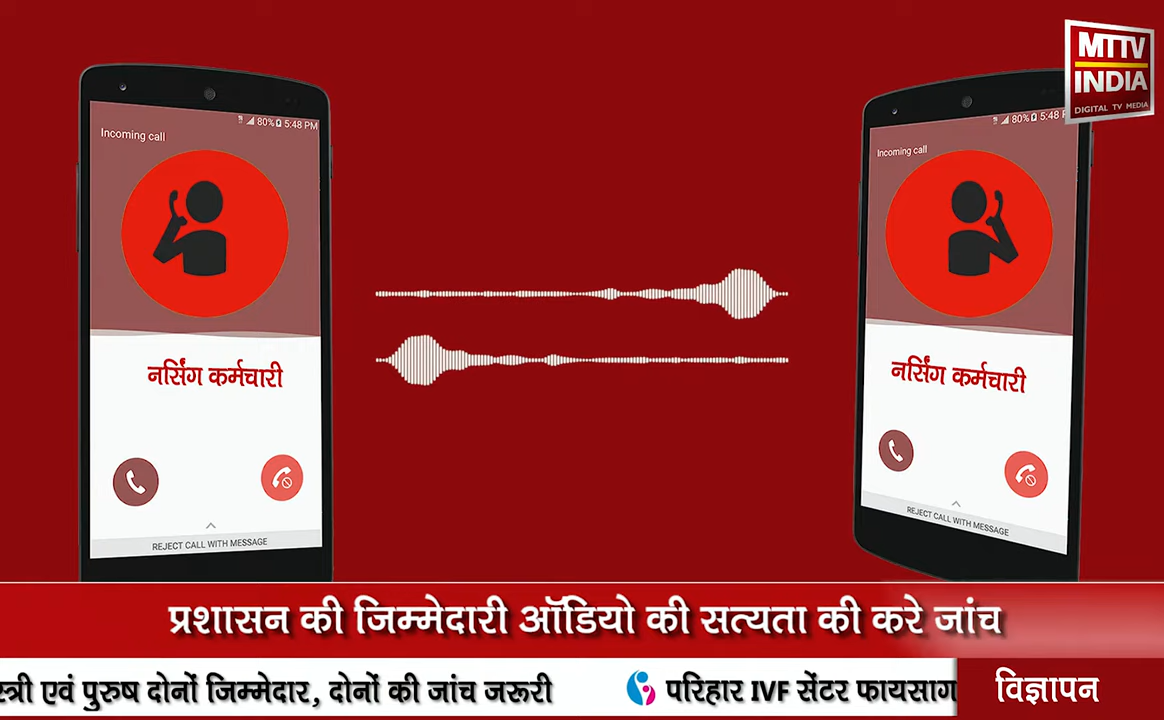 MTTV
INDIA
DIGITAL TV MEDIA
80% 5:48 PM
Incoming call
नर्सिंग कर्मचारी
REJECT CALL WITH MESSAGE
80% 5:48
Incoming call
नर्सिंग कर्मचारी
REJECT CALL WITH MESSAGE
प्रशासन की जिम्मेदारी ऑडियो की सत्यता की करे जांच
स्त्री एवं पुरुष दोनों जिम्मेदार, दोनों की जांच जरूरी परिहार IVF सेंटर फायसाग
विज्ञापन